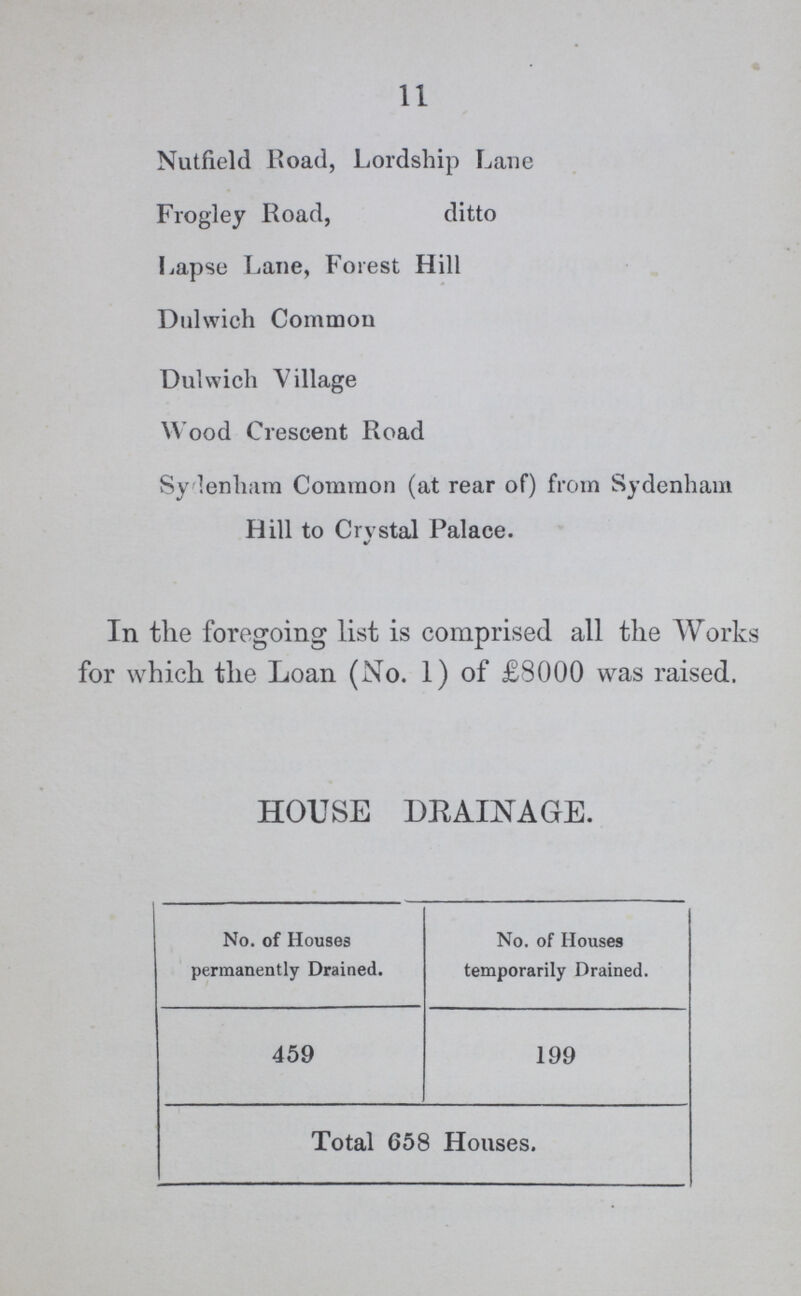 11
Nutfield Road, Lordship Lane
Frogley Road, ditto
Lapse Lane, Forest Hill
Dulwich Common
Dulwich Village
Wood Crescent Road
Sydenham Common (at rear of) from Sydenham
Hill to Crystal Palace.
In the foregoing list is comprised all the Works
for which the Loan (No. 1) of £8000 was raised.
HOUSE DRAINAGE.
No. of Houses permanently Drained.
No. of Houses temporarily Drained.
459 199
Total 658 Houses.